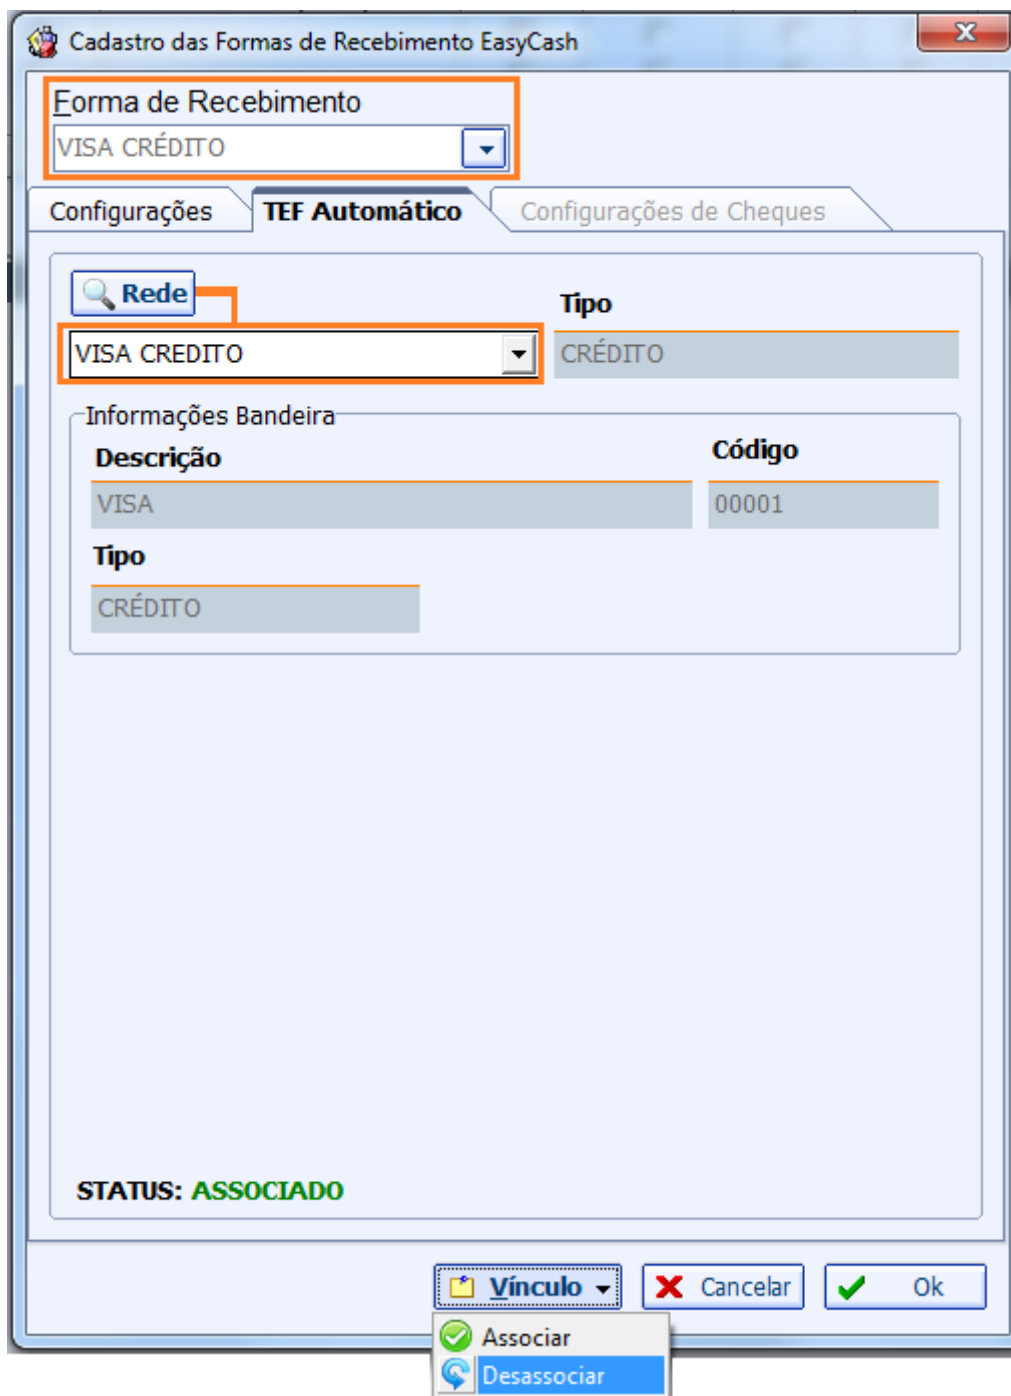 Cadastro das Formas de Recebimento EasyCash
x
Forma de Recebimento
VISA CRÉDITO
Configurações TEF Automático Configurações de Cheques
Rede
Tipo
VISA CREDITO CRÉDITO
Informações Bandeira
Descrição Código
VISA 00001
Tipo
CRÉDITO
STATUS: ASSOCIADO
Vínculo Cancelar Ok
Associar
Desassociar